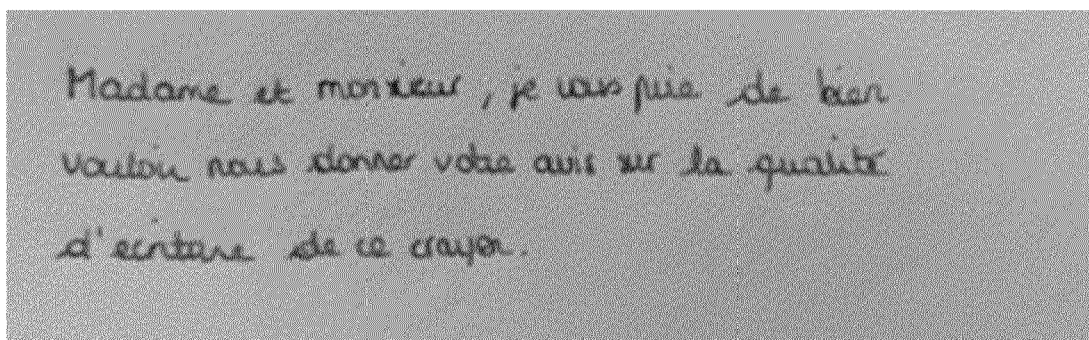 Madame et monsieur, je vous prie de bien
vouloir nous donner votre avis sur la qualité
d'ecriture de ce crayon.